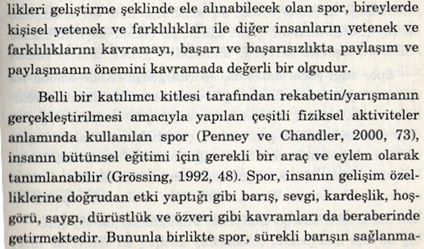 likleri geliştirme şeklinde ele alınabilecek olan spor, bireylerde
kişisel yetenek ve farklılıkları ile diğer insanların yetenek ve
farklılıklarını kavramayı, başarı ve başarısızlıkta paylaşım ve
paylaşmanın önemini kavramada değerli bir olgudur.
Belli bir katılımcı kitlesi tarafından rekabetin/yarışmanın
gerçekleştirilmesi amacıyla yapılan çeşitli fiziksel aktiviteler
anlamında kullanılan spor (Penney ve Chandler, 2000, 73),
insanın bütünsel eğitimi için gerekli bir araç ve eylem olarak
tanımlanabilir (Grössing, 1992, 48). Spor, insanın gelişim özel-
liklerine doğrudan etki yaptığı gibi barış, sevgi, kardeşlik, hoş-
görü, saygı, dürüstlük ve özveri gibi kavramları da beraberinde
getirmektedir. Bununla birlikte spor, sürekli barışın sağlanma-